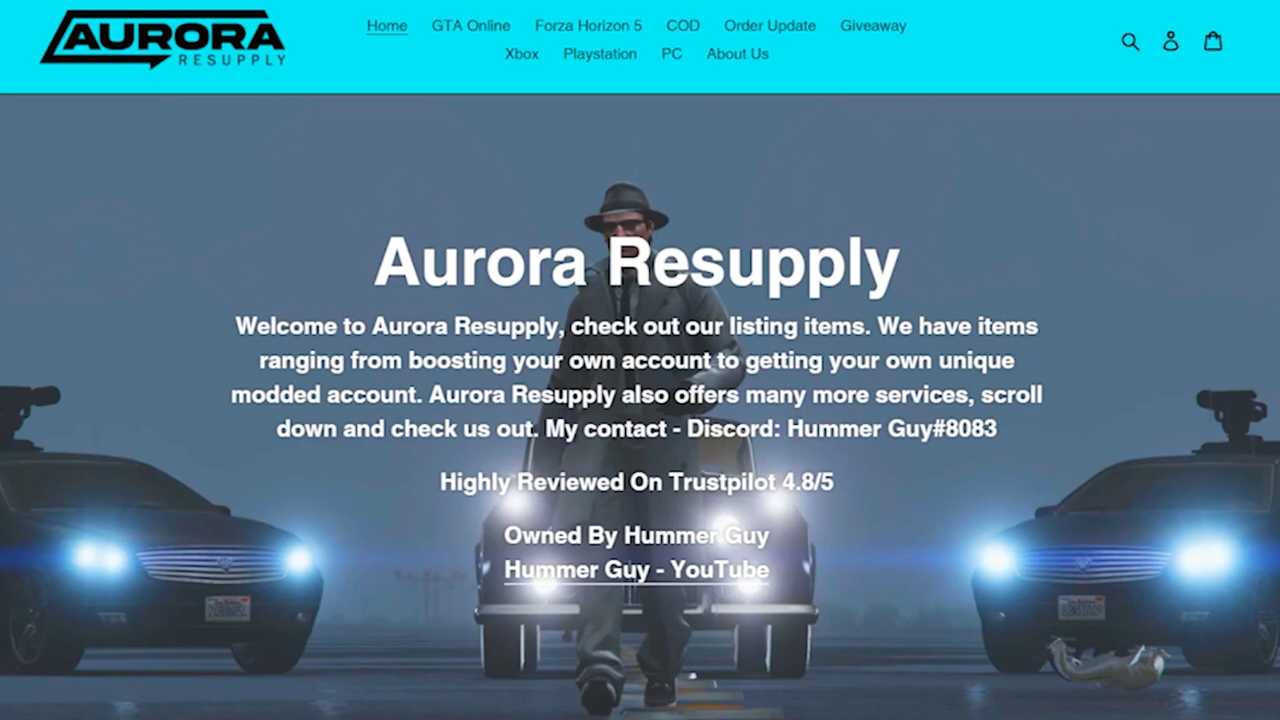 AURORA
RESUPPLY
Home GTA Online Forza Horizon 5 COD Order Update Giveaway
Xbox Playstation PC About Us
Aurora Resupply
Welcome to Aurora Resupply, check out our listing items. We have items
ranging from boosting your own account to getting your own unique
modded account. Aurora Resupply also offers many more services, scroll
down and check us out. My contact - Discord: Hummer Guy#8083
Highly Reviewed On Trustpilot 4.8/5
Owned By Hummer Guy
Hummer Guy - YouTube